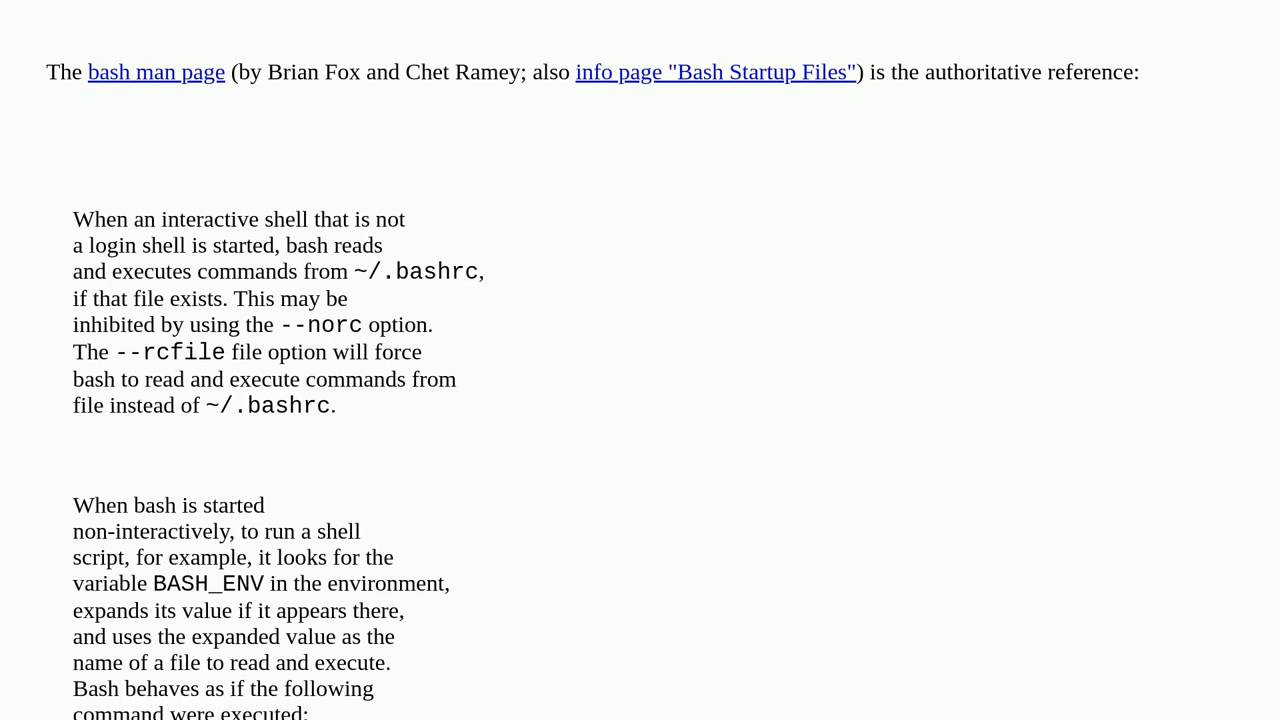 The bash man page (by Brian Fox and Chet Ramey; also info page "Bash Startup Files") is the authoritative reference:
When an interactive shell that is not
a login shell is started, bash reads
and executes commands from ~/.bashrc,
if that file exists. This may be
inhibited by using the --norc option.
The --rcfile file option will force
bash to read and execute commands from
file instead of ~/.bashrc.
When bash is started
non-interactively, to run a shell
script, for example, it looks for the
variable BASH_ENV in the environment,
expands its value if it appears there,
and uses the expanded value as the
name of a file to read and execute.
Bash behaves as if the following
command were executed: